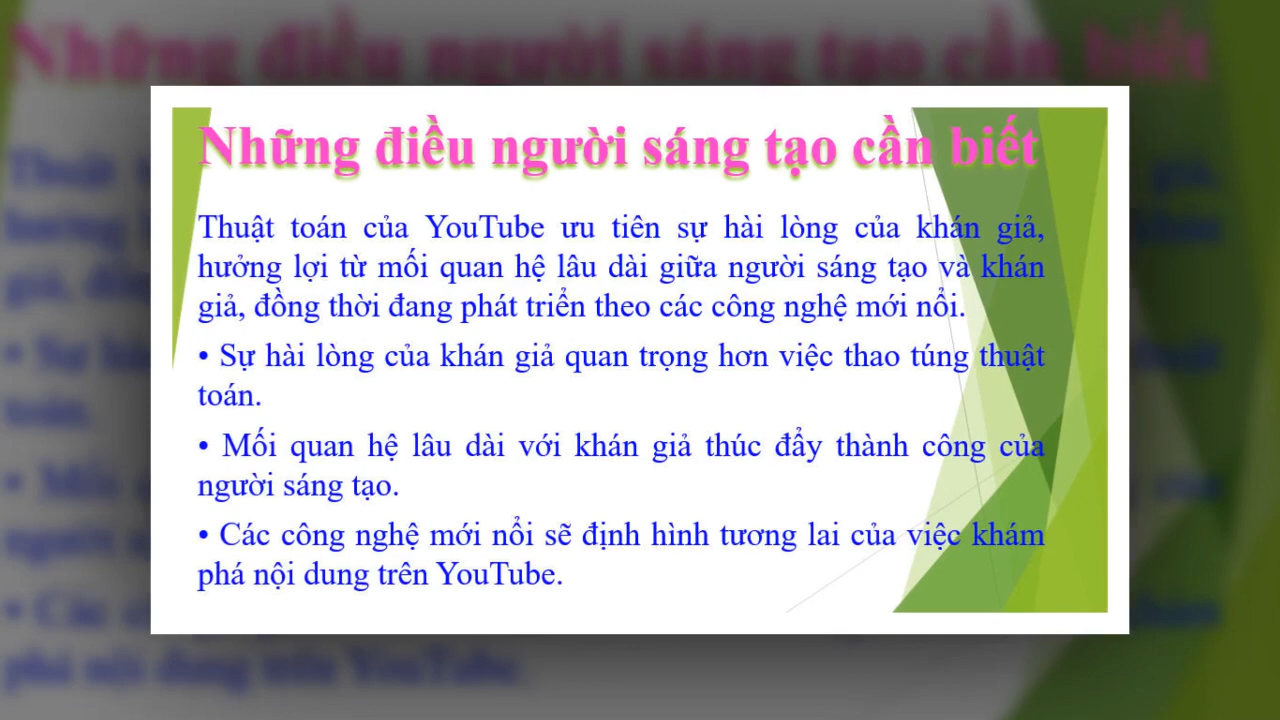 Những điều người sáng tạo cần biết
Thuật toán của YouTube ưu tiên sự hài lòng của khán giả,
hưởng lợi từ mối quan hệ lâu dài giữa người sáng tạo và khán
giả, đồng thời đang phát triển theo các công nghệ mới nổi.
• Sự hài lòng của khán giả quan trọng hơn việc thao túng thuật
toán.
• Mối quan hệ lâu dài với khán giả thúc đẩy thành công của
người sáng tạo.
• Các công nghệ mới nổi sẽ định hình tương lai của việc khám
phá nội dung trên YouTube.